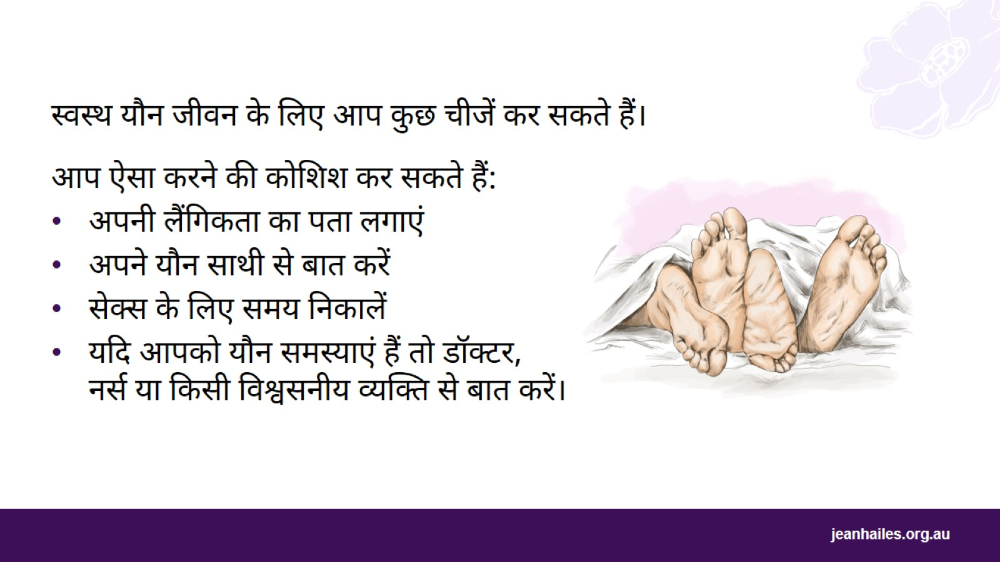 स्वस्थ यौन जीवन के लिए आप कुछ चीजें कर सकते हैं।
आप ऐसा करने की कोशिश कर सकते हैं:
• अपनी लैंगिकता का पता लगाएं
• अपने यौन साथी से बात करें
• सेक्स के लिए समय निकालें
• यदि आपको यौन समस्याएं हैं तो डॉक्टर,
नर्स या किसी विश्वसनीय व्यक्ति से बात करें।
jeanhailes.org.au